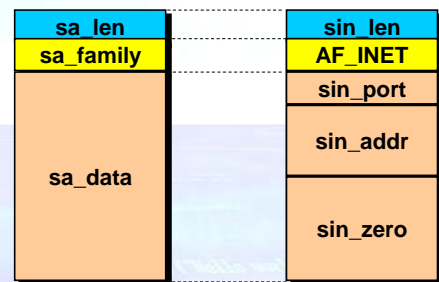 sa_len sin_len
sa_family AF_INET
sin_port
sin_addr
sa_data
sin_zero